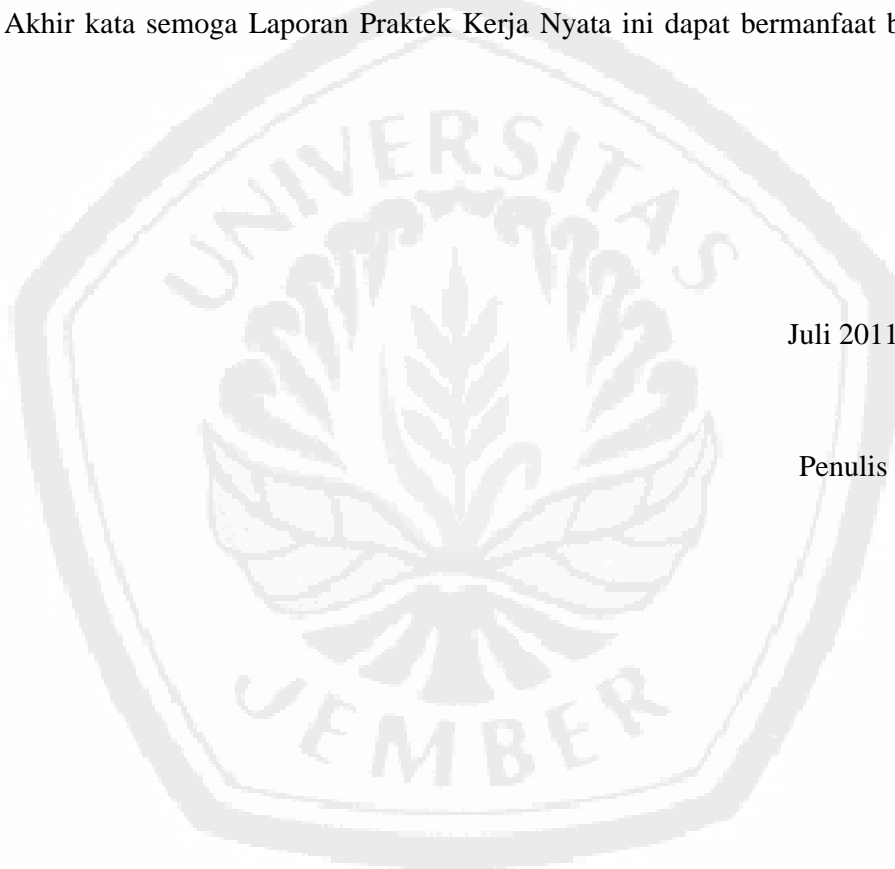 Akhir kata semoga Laporan Praktek Kerja Nyata ini dapat bermanfaat
UNIVERSITAS
Juli 2011
Penulis
JEMBER